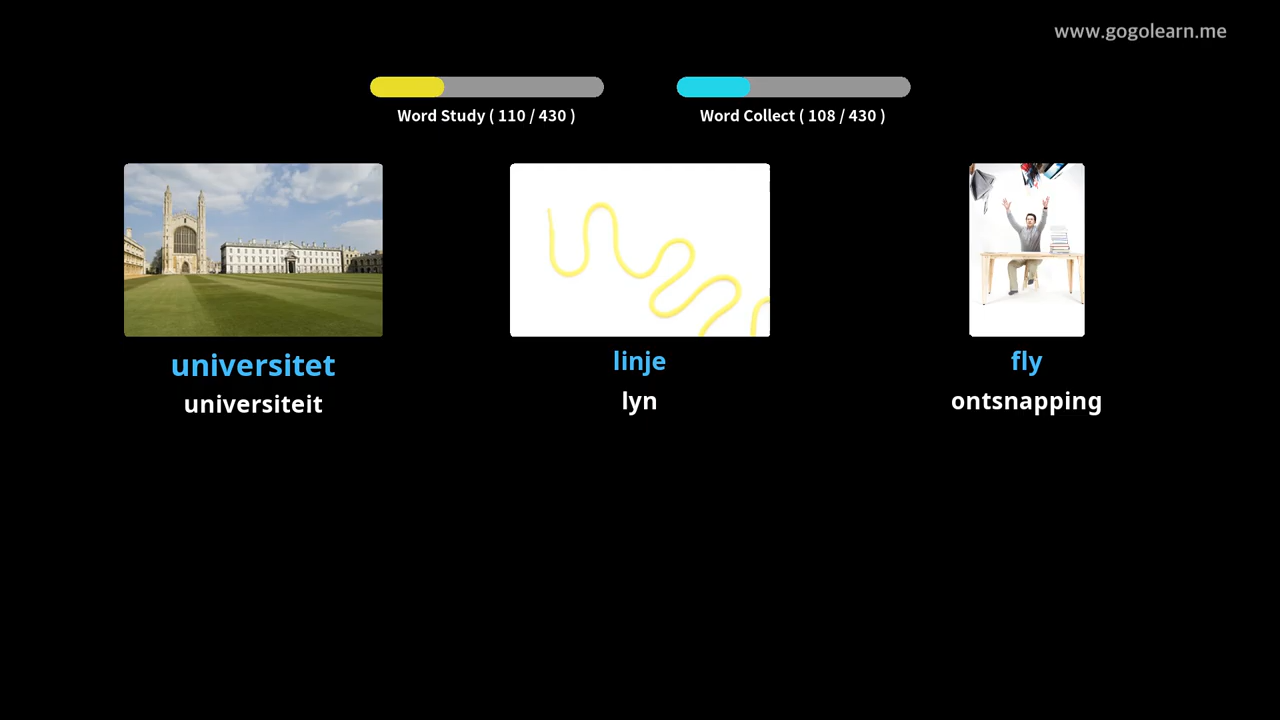 www.gogolearn.me
Word Study ( 110 / 430 )
Word Collect ( 108 / 430 )
universitet
universiteit
linje
lyn
fly
ontsnapping